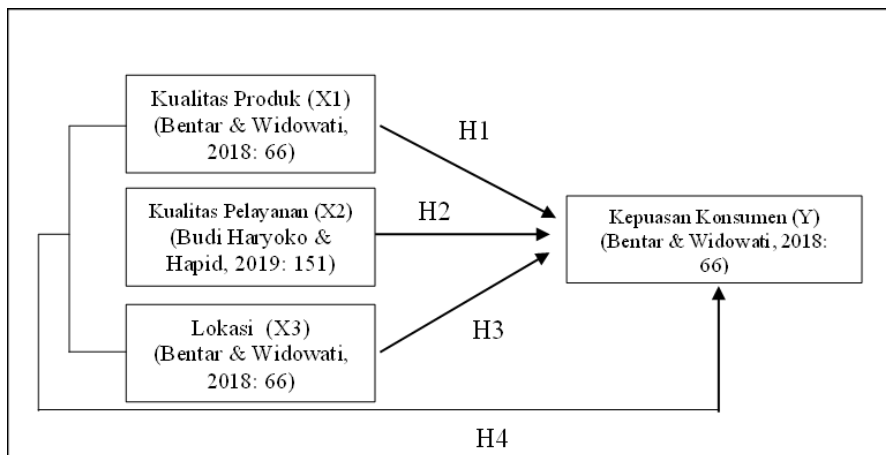 Kualitas Produk (X1)
(Bentar & Widowati,
2018: 66)
H1
Kualitas Pelayanan (X2)
(Budi Haryoko &
Hapid, 2019: 151)
H2
Kepuasan Konsumen (Y)
(Bentar & Widowati, 2018:
66)
Lokasi (X3)
(Bentar & Widowati,
2018: 66)
H3
H4